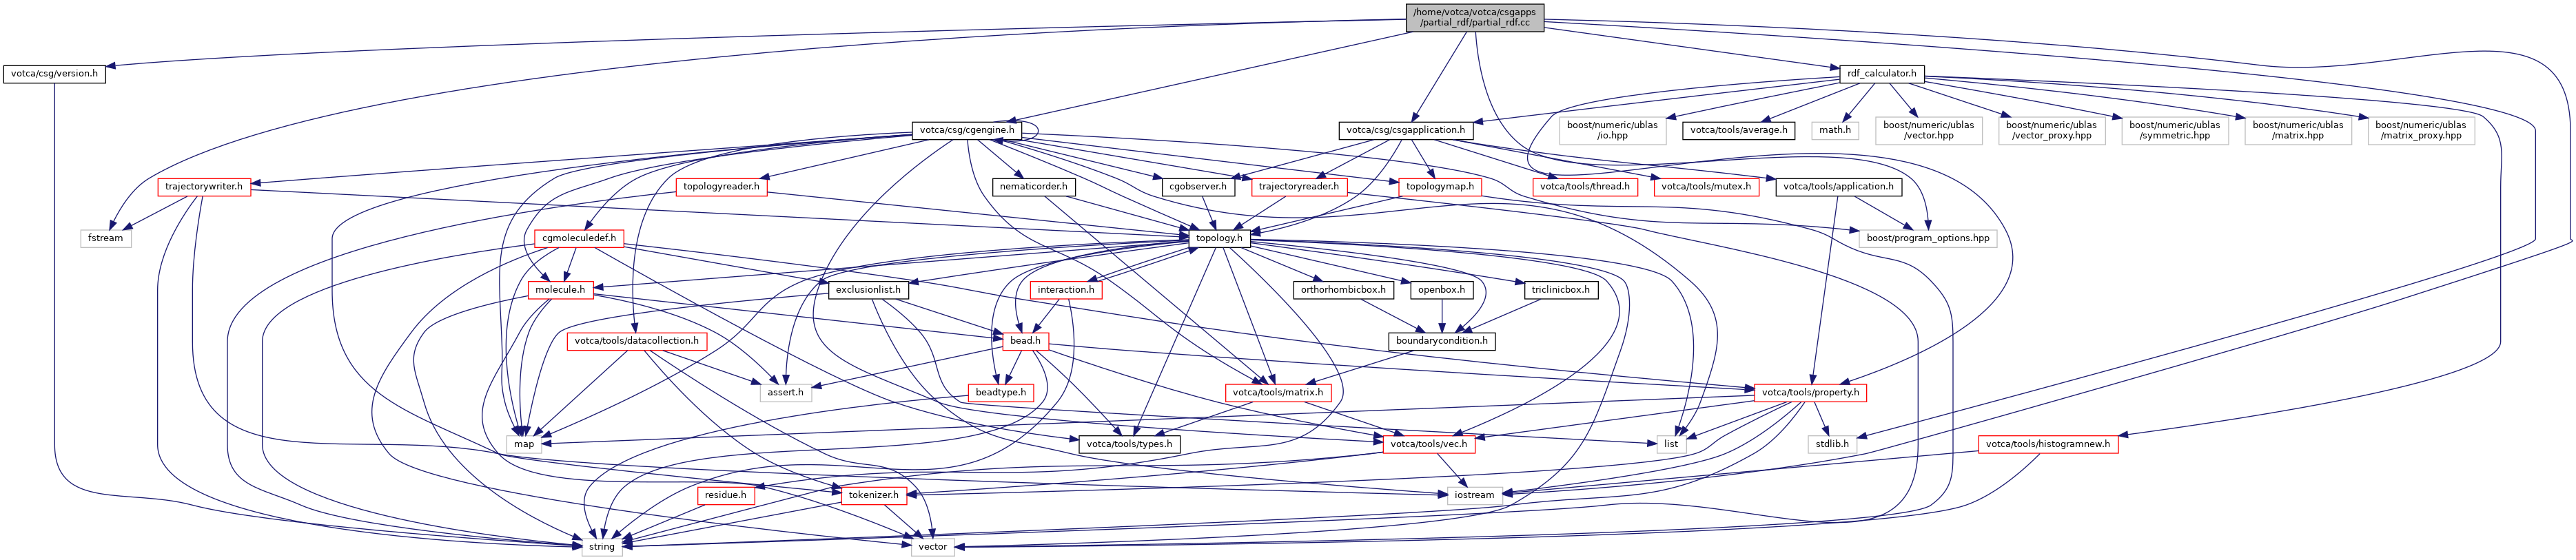 /home/votca/votca/csgapps
/partial_rdf/partial_rdf.cc
votca/csg/version.h
rdf_calculator.h
votca/csg/cgengine.h
votca/csg/csgapplication.h
boost/numeric/ublas
/io.hpp
votca/tools/average.h
math.h
boost/numeric/ublas
/vector.hpp
boost/numeric/ublas
/vector_proxy.hpp
boost/numeric/ublas
/symmetric.hpp
boost/numeric/ublas
/matrix.hpp
boost/numeric/ublas
/matrix_proxy.hpp
trajectorywriter.h
topologyreader.h
nematicorder.h
cgobserver.h
trajectoryreader.h
topologymap.h
votca/tools/thread.h
votca/tools/mutex.h
votca/tools/application.h
fstream
cgmoleculedef.h
topology.h
boost/program_options.hpp
molecule.h
exclusionlist.h
interaction.h
orthorhombicbox.h
openbox.h
triclinicbox.h
votca/tools/datacollection.h
bead.h
boundarycondition.h
assert.h
beadtype.h
votca/tools/matrix.h
votca/tools/property.h
map
votca/tools/types.h
votca/tools/vec.h
list
stdlib.h
votca/tools/histogramnew.h
residue.h
tokenizer.h
iostream
string
vector